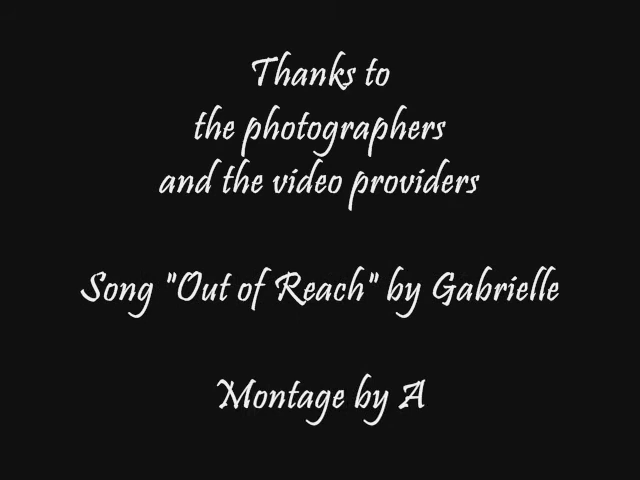 Thanks to
the photographers
and the video providers
Song "Out of Reach" by Gabrielle
Montage by A